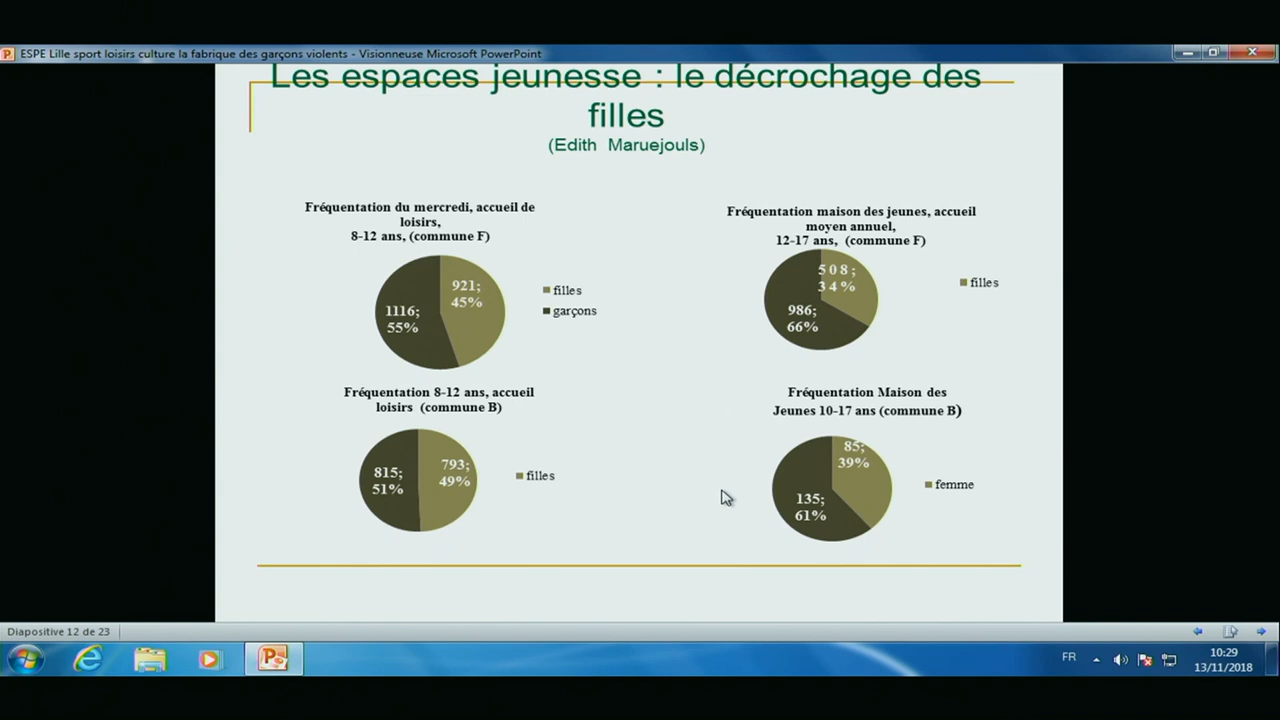 ESPE Lille sport loisirs culture la fabrique des garçons violents - Visionneuse Microsoft PowerPoint
Les espaces jeunesse : le décrochage des
filles
(Edith Maruejouls)
Fréquentation du mercredi, accueil de
loisirs,
8-12 ans, (commune F)
921;
45%
1116;
55%
filles
garçons
Fréquentation maison des jeunes, accueil
moyen annuel,
12-17 ans, (commune F)
508;
34%
986;
66%
filles
Fréquentation 8-12 ans, accueil
loisirs (commune B)
793;
49%
815;
51%
filles
Fréquentation Maison des
Jeunes 10-17 ans (commune B)
85;
39%
135;
61%
femme
Diapositive 12 de 23
FR
10:29
13/11/2018